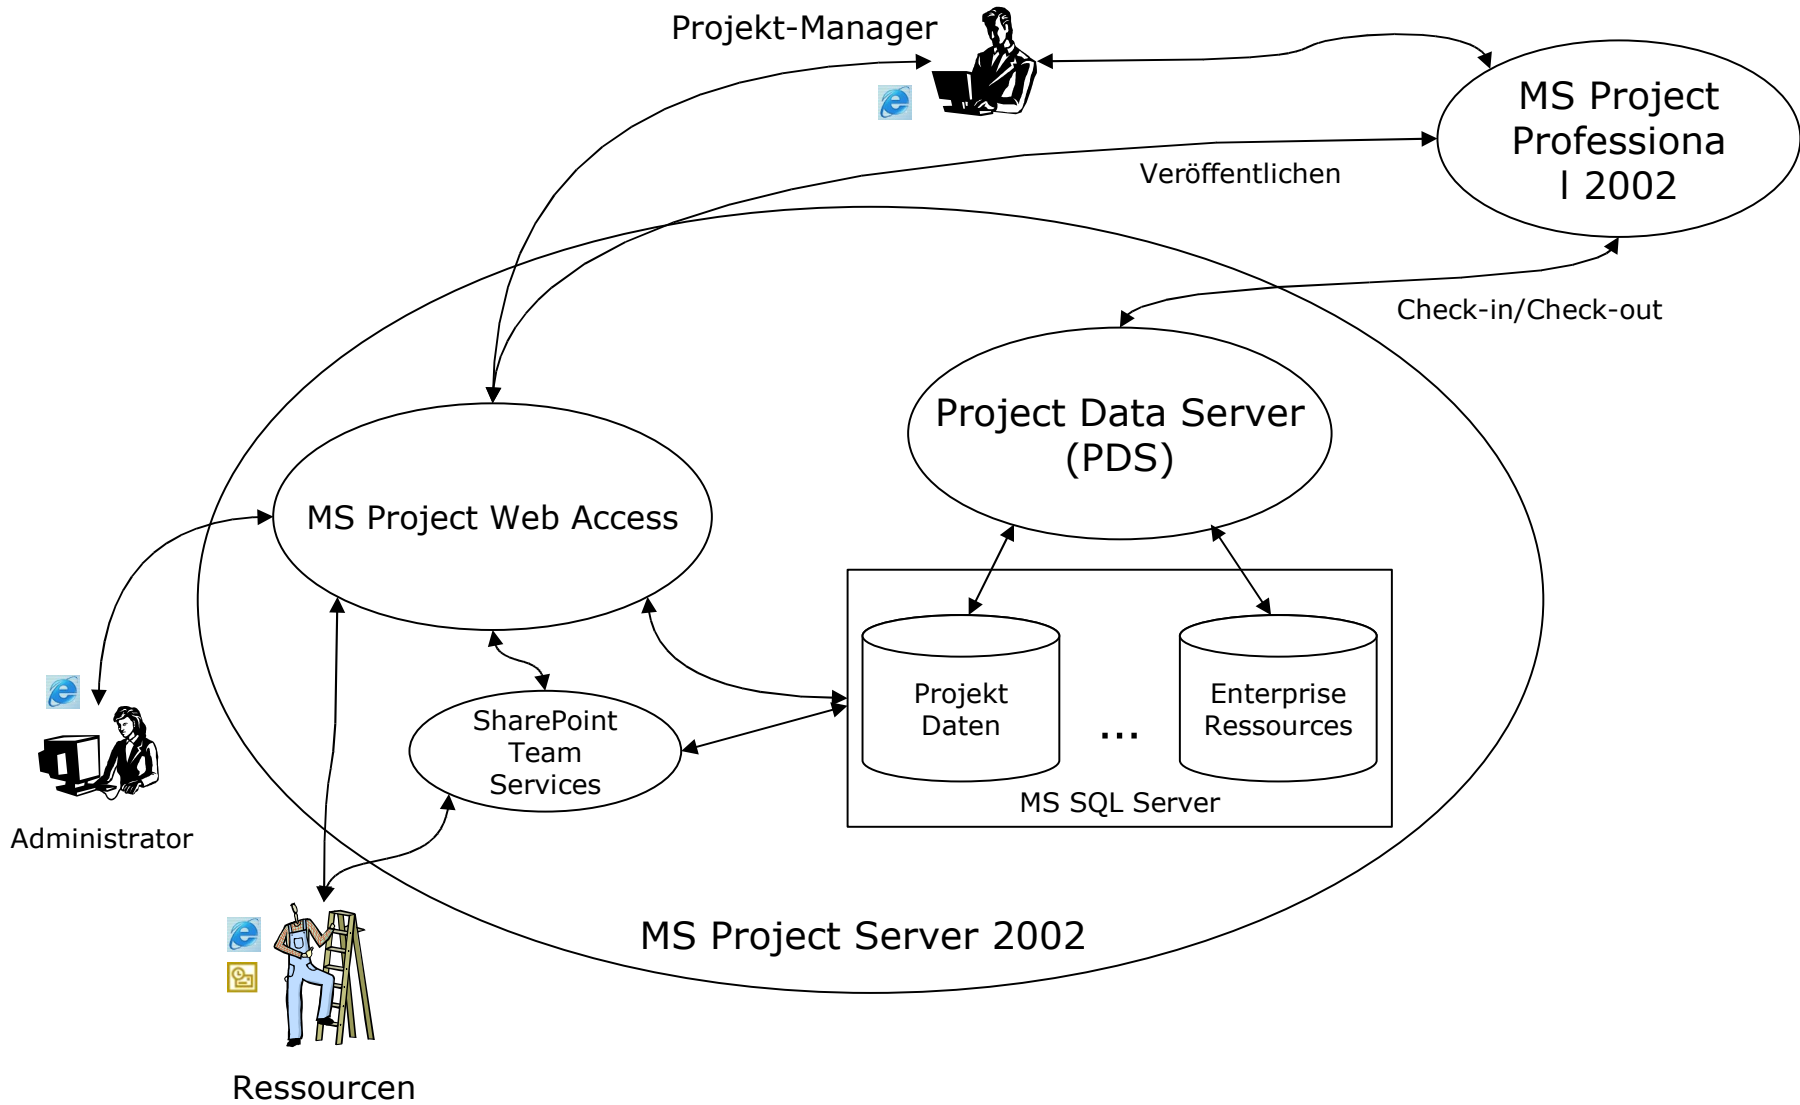 Projekt-Manager
MS Project
Professiona
l 2002
Veröffentlichen
Check-in/Check-out
Project Data Server
(PDS)
MS Project Web Access
Projekt
Daten
...
Enterprise
Ressources
SharePoint
Team
Services
MS SQL Server
Administrator
MS Project Server 2002
Ressourcen